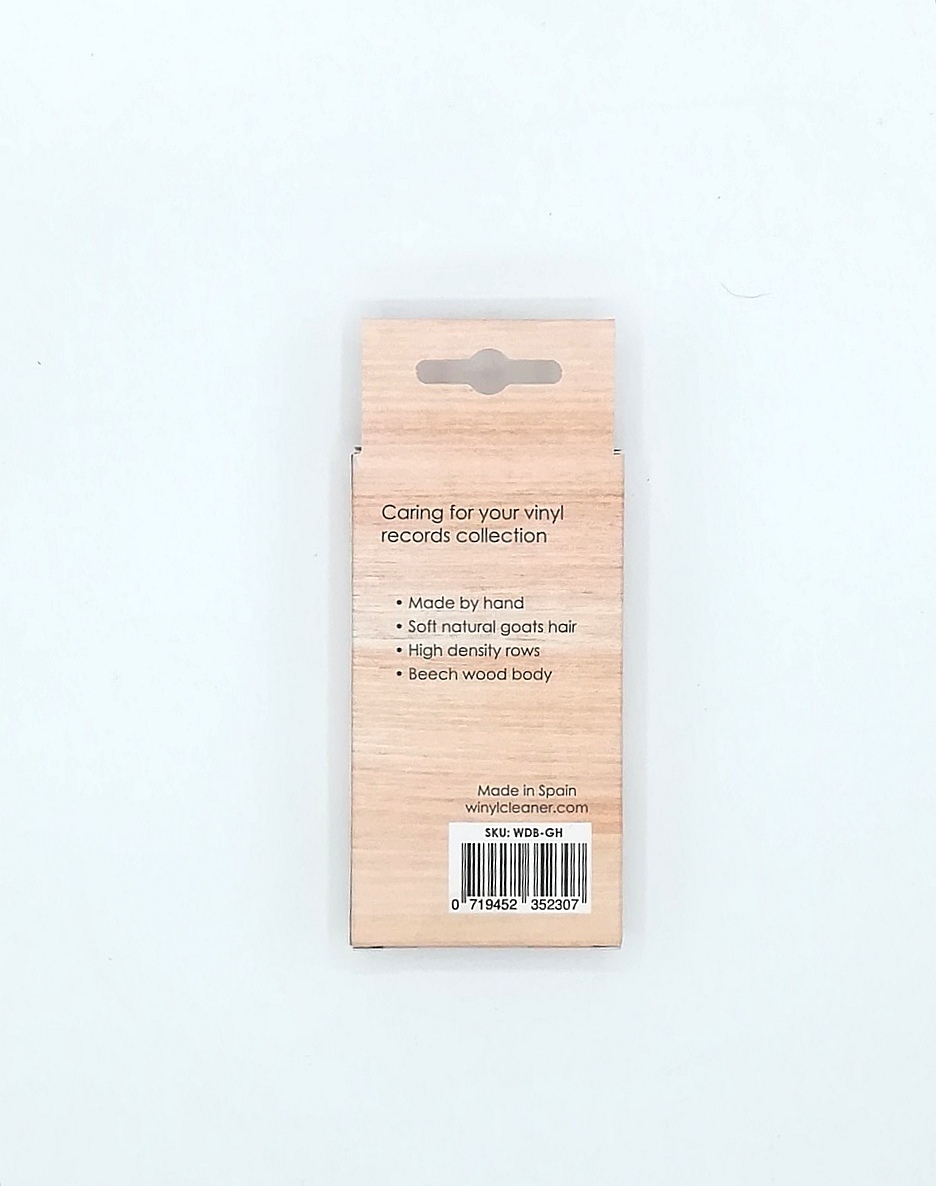 Caring for your vinyl
records collection
• Made by hand
• Soft natural goats hair
• High density rows
• Beech wood body
Made in Spain
winylcleaner.com
SKU: WDB-GH
0 719452 352307